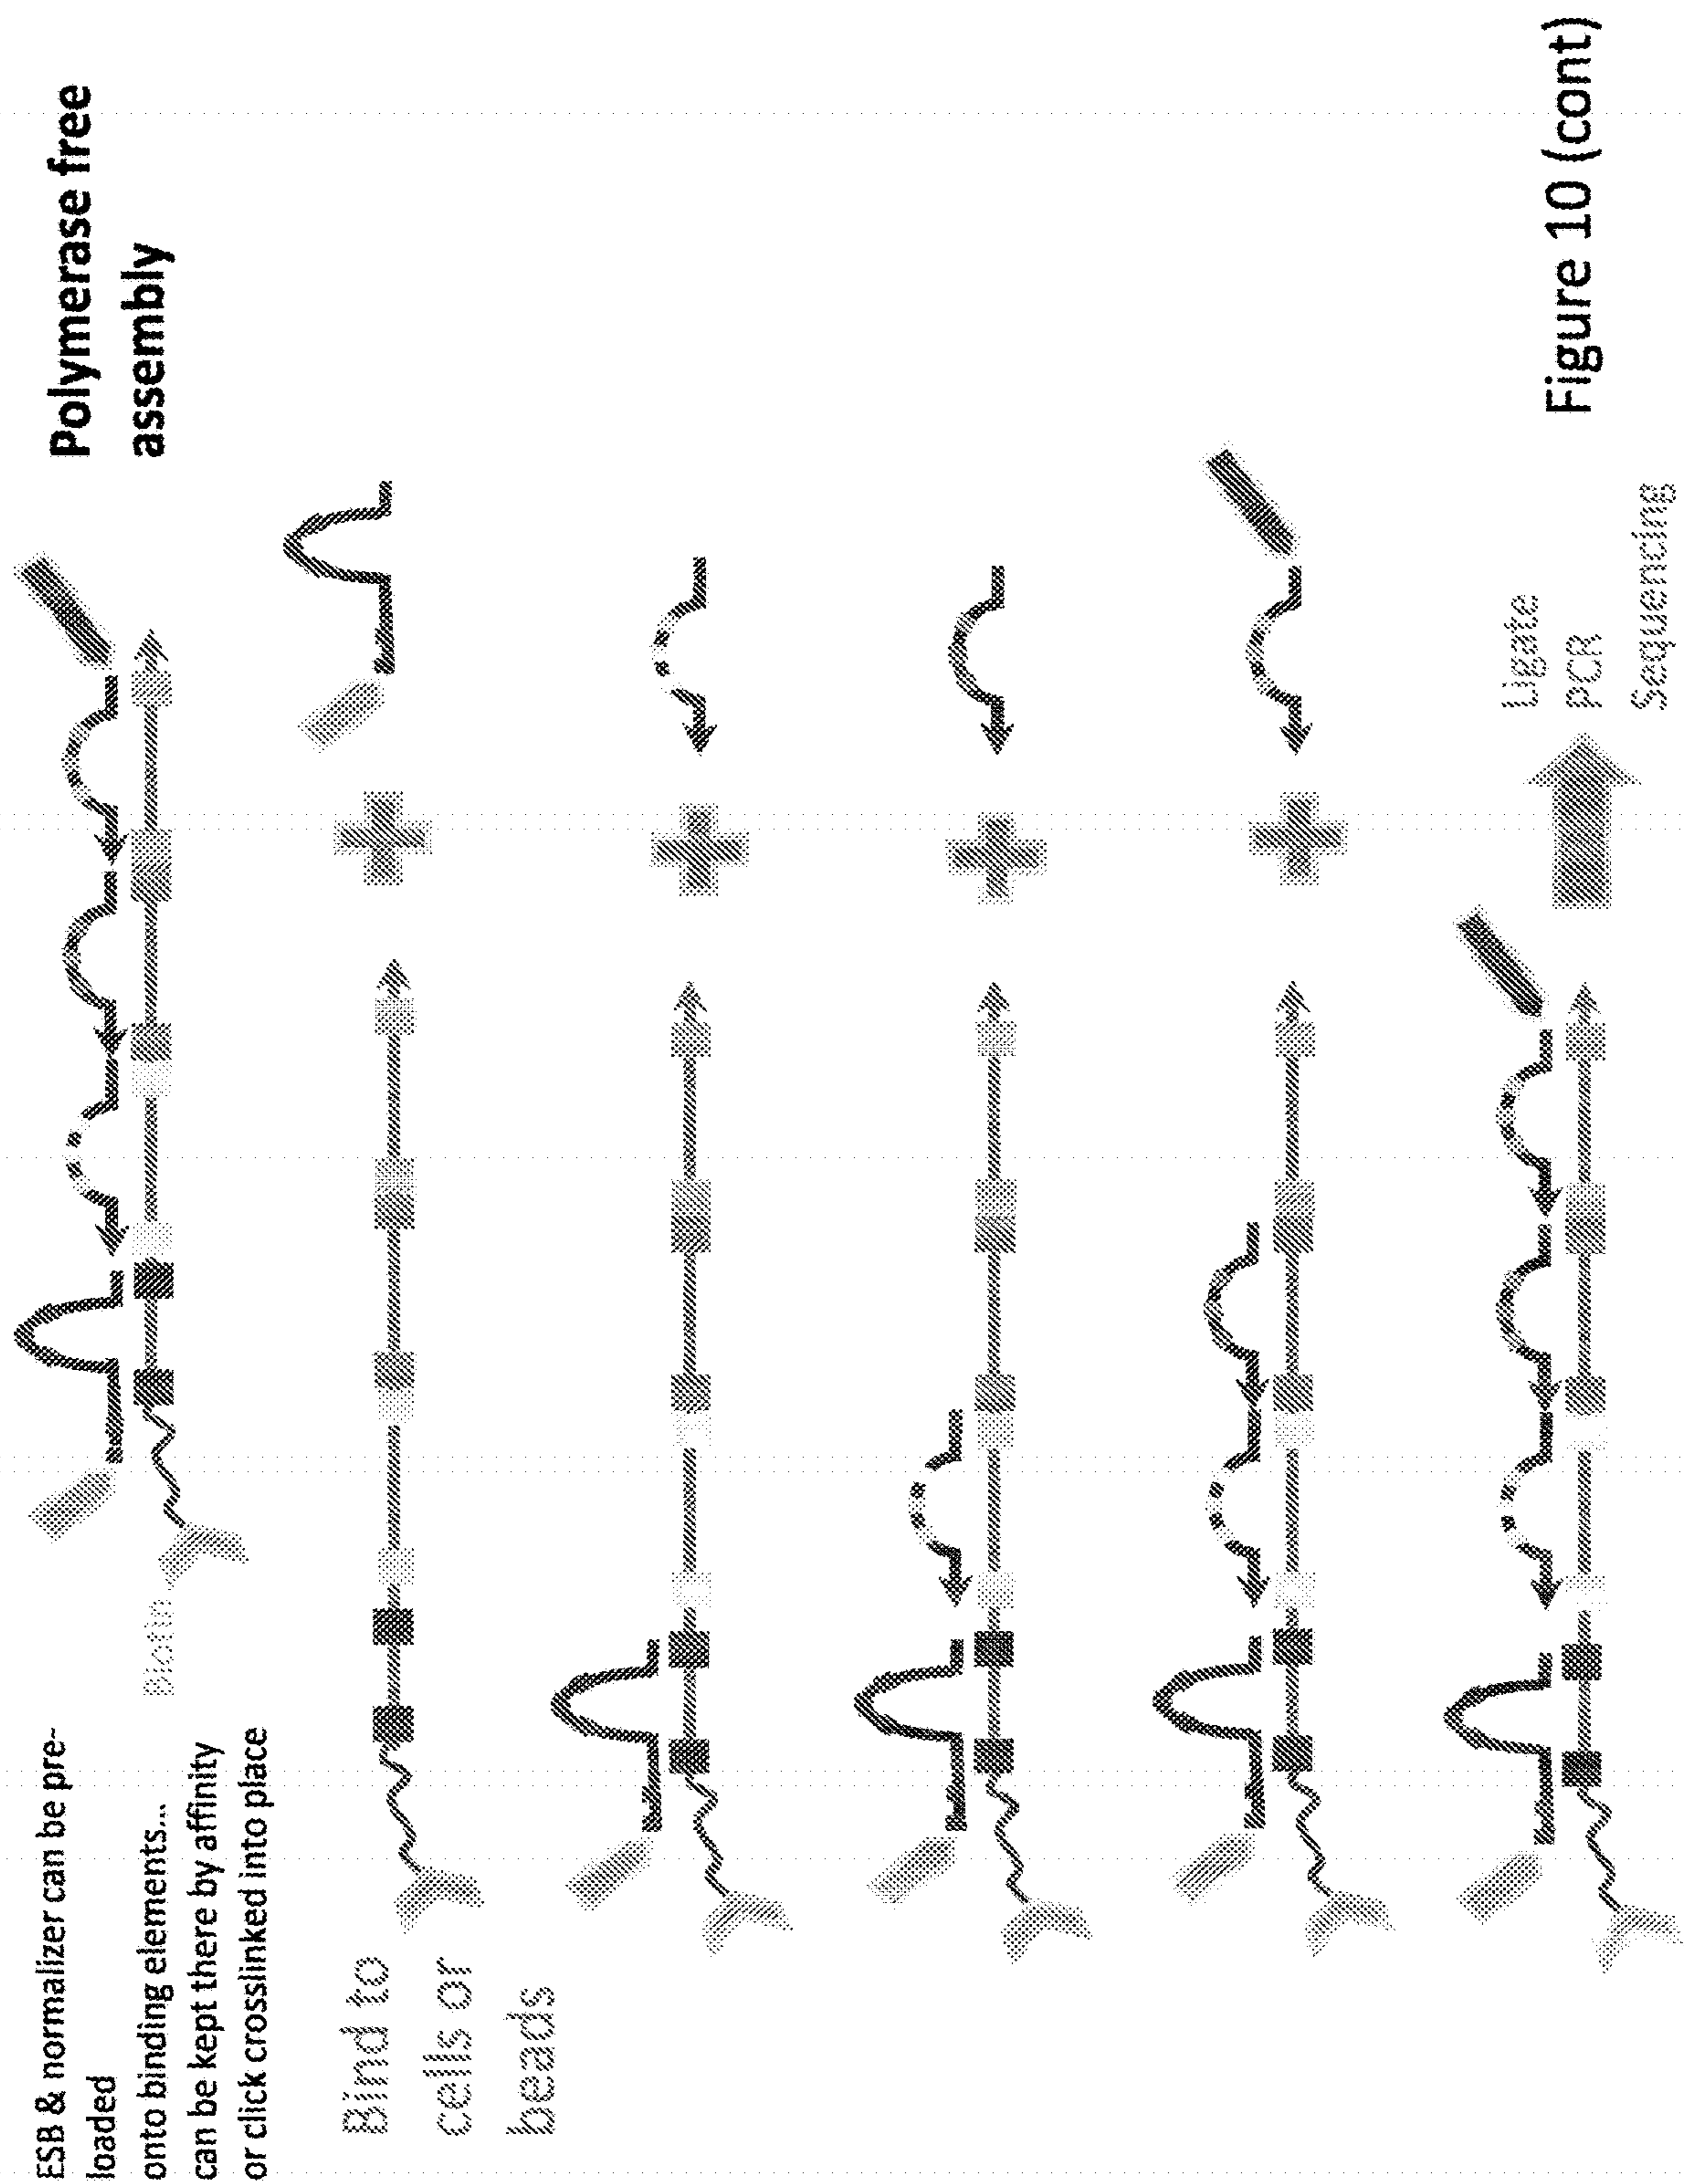 ESB & normalizer can be pre-
loaded
onto binding elements...
can be kept there by affinity
or click crosslinked into place
Biotin
Polymerase free
assembly
Bind to
cells or
beads
Ligate
PCR
Sequencing
Figure 10 (cont)